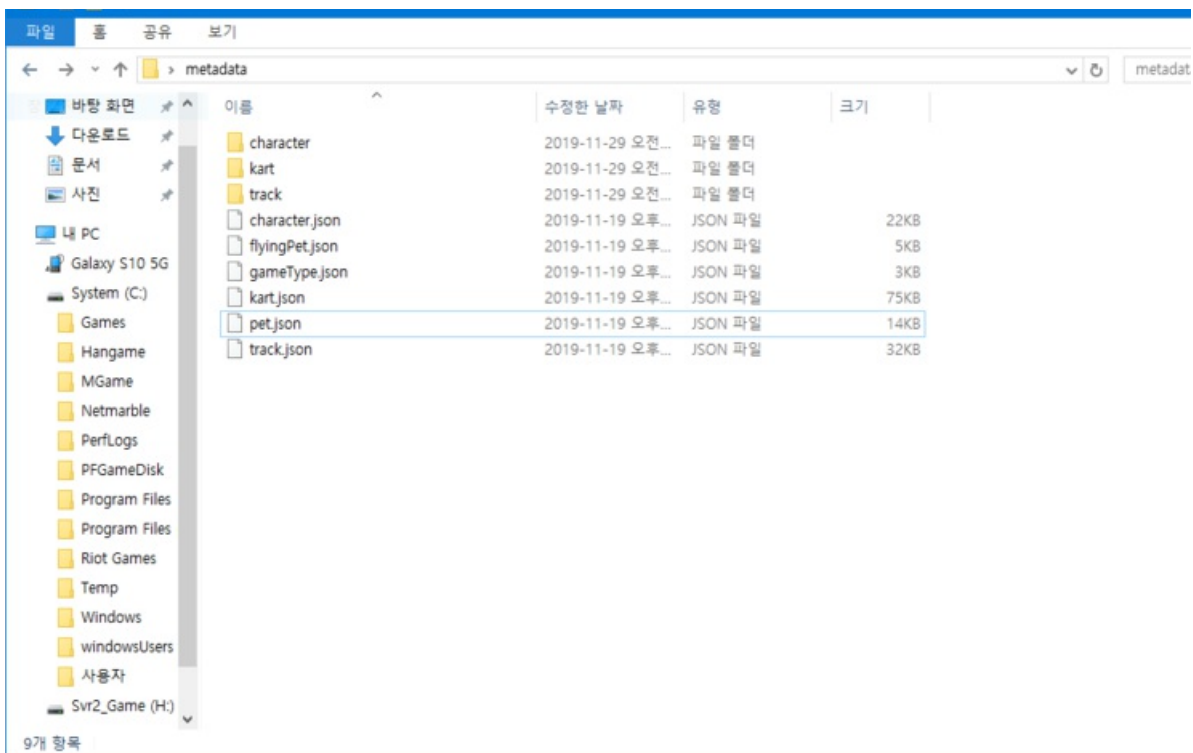 파일 홈 공유 보기
metadata
metadat
바탕 화면
다운로드
문서
사진
내 PC
Galaxy S10 5G
System (C:)
Games
Hangame
MGame
Netmarble
PerfLogs
PFGameDisk
Program Files
Program Files
Riot Games
Temp
Windows
windowsUsers
사용자
Svr2_Game (H:)
이름 수정한 날짜 유형 크기
character 2019-11-29 오전... 파일 폴더
kart 2019-11-29 오전... 파일 폴더
track 2019-11-29 오전... 파일 폴더
character.json 2019-11-19 오후... JSON 파일 22KB
flyingPet.json 2019-11-19 오후... JSON 파일 5KB
gameType.json 2019-11-19 오후... JSON 파일 3KB
kart.json 2019-11-19 오후... JSON 파일 75KB
pet.json 2019-11-19 오후... JSON 파일 14KB
track.json 2019-11-19 오후... JSON 파일 32KB
9개 항목